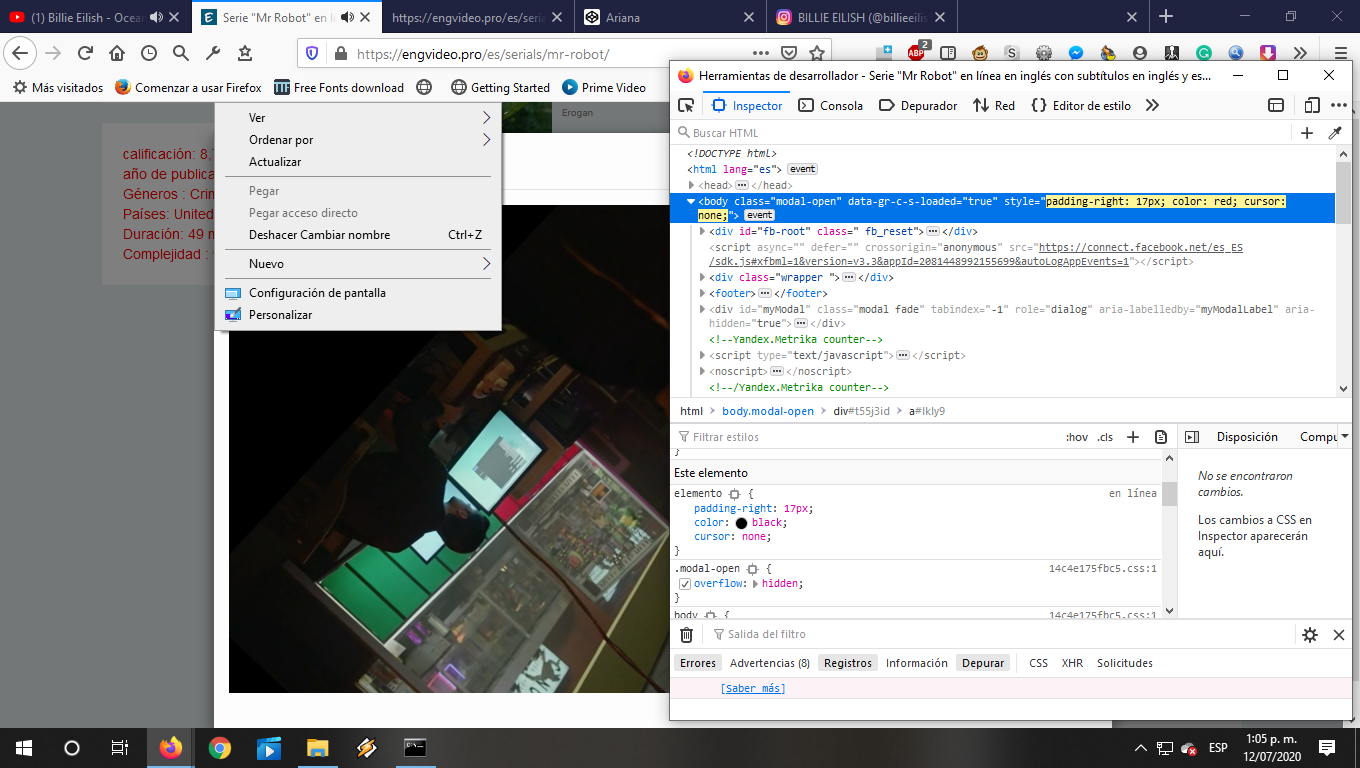 (1) Billie Eilish - Ocean
Serie "Mr Robot" en l
https://engvideo.pro/es/seria
Ariana
BILLIE EILISH (@billieeilis
https://engvideo.pro/es/serials/mr-robot/
ABP
2
S
Más visitados
Comenzar a usar Firefox
Free Fonts download
Getting Started
Prime Video
Erogan
calificación: 8,
año de publica
Géneros : Crim
Países: United
Duración: 49 m
Complejidad :
Ver
Ordenar por
Actualizar
Pegar
Pegar acceso directo
Deshacer Cambiar nombre Ctrl+Z
Nuevo
Configuración de pantalla
Personalizar
Herramientas de desarrollador - Serie "Mr Robot" en línea en inglés con subtítulos en inglés y es...
Inspector
Consola
Depurador
Red
Editor de estilo
Buscar HTML
<!DOCTYPE html>
<html lang="es"> event
<head>···</head>
<body class="modal-open" data-gr-c-s-loaded="true" style="padding-right: 17px; color: red; cursor:
none;"> event
<div id="fb-root" class=" fb_reset">···</div>
<script async="" defer="" crossorigin="anonymous" src="https://connect.facebook.net/es_ES
/sdk.js#xfbml=1&version=v3.3&appId=2081448992155699&autoLogAppEvents=1"></script>
<div class="wrapper ">···</div>
<footer>···</footer>
<div id="myModal" class="modal fade" tabindex="-1" role="dialog" aria-labelledby="myModalLabel" aria-
hidden="true">···</div>
<!--Yandex.Metrika counter-->
<script type="text/javascript">···</script>
<noscript>···</noscript>
<!--/Yandex.Metrika counter-->
html
body.modal-open
div#t55j3id
a#lkly9
Filtrar estilos
:hov
.cls
Disposición
Compu
}
Este elemento
elemento { en línea
padding-right: 17px;
color: black;
cursor: none;
}
.modal-open { 14c4e175fbc5.css:1
overflow: hidden;
}
body { 14c4e175fbc5.css:1
No se encontraron
cambios.
Los cambios a CSS en
Inspector aparecerán
aquí.
Salida del filtro
Errores
Advertencias (8)
Registros
Información
Depurar
CSS
XHR
Solicitudes
[Saber más]
ESP
1:05 p. m.
12/07/2020